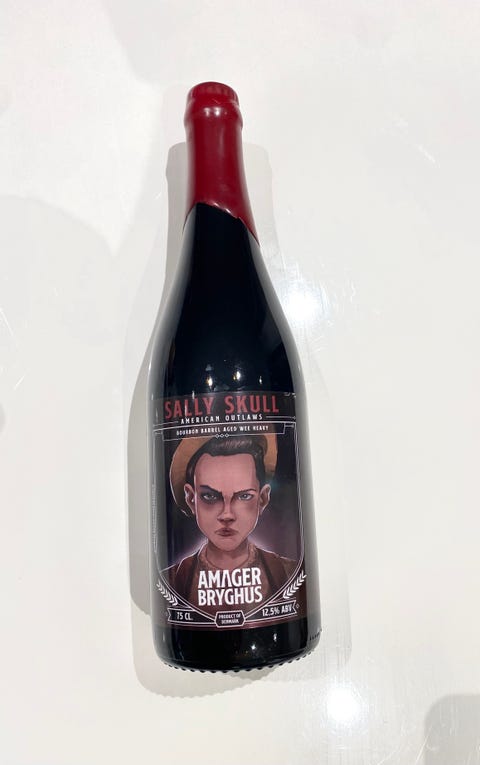 SALLY SKULL
AMERICAN OUTLAWS
BOURBON BARREL AGED WEE HEAVY
AMAGER
BRYGHUS
75 CL.
PRODUCT OF
DENMARK
12.5% ABV